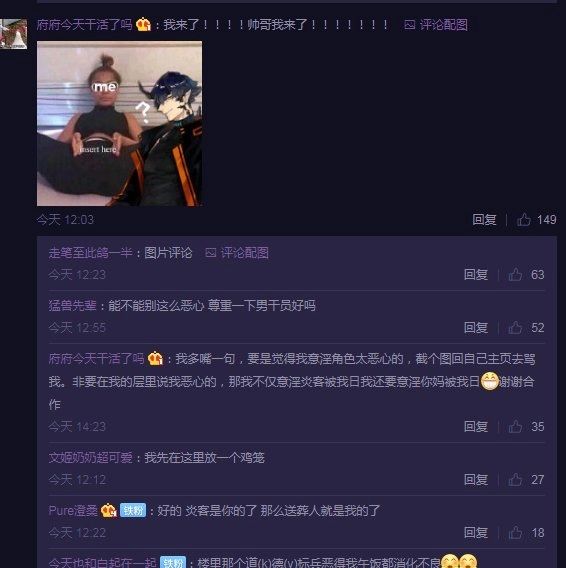 府府今天干活了吗：我来了！！！！帅哥我来了！！！！！！！ 评论配图
me
?
insert here
今天 12:03 回复 149
走笔至此鸽一半：图片评论 评论配图
今天 12:23 回复 63
猛兽先辈：能不能别这么恶心 尊重一下男干员好吗
今天 12:55 回复 52
府府今天干活了吗：我多嘴一句，要是觉得我意淫角色太恶心的，截个图回自己主页去骂
我。非要在我的层里说我恶心的，那我不仅意淫炎客被我日我还要意淫你妈被我日谢谢合
作
今天 14:23 回复 35
文姬奶奶超可爱：我先在这里放一个鸡笼
今天 12:12 回复 27
Pure澄桑 铁粉：好的 炎客是你的了 那么送葬人就是我的了
今天 12:22 回复 18
今天也和白起在一起 铁粉：楼里那个道(k)德(y)标兵恶得我午饭都消化不良